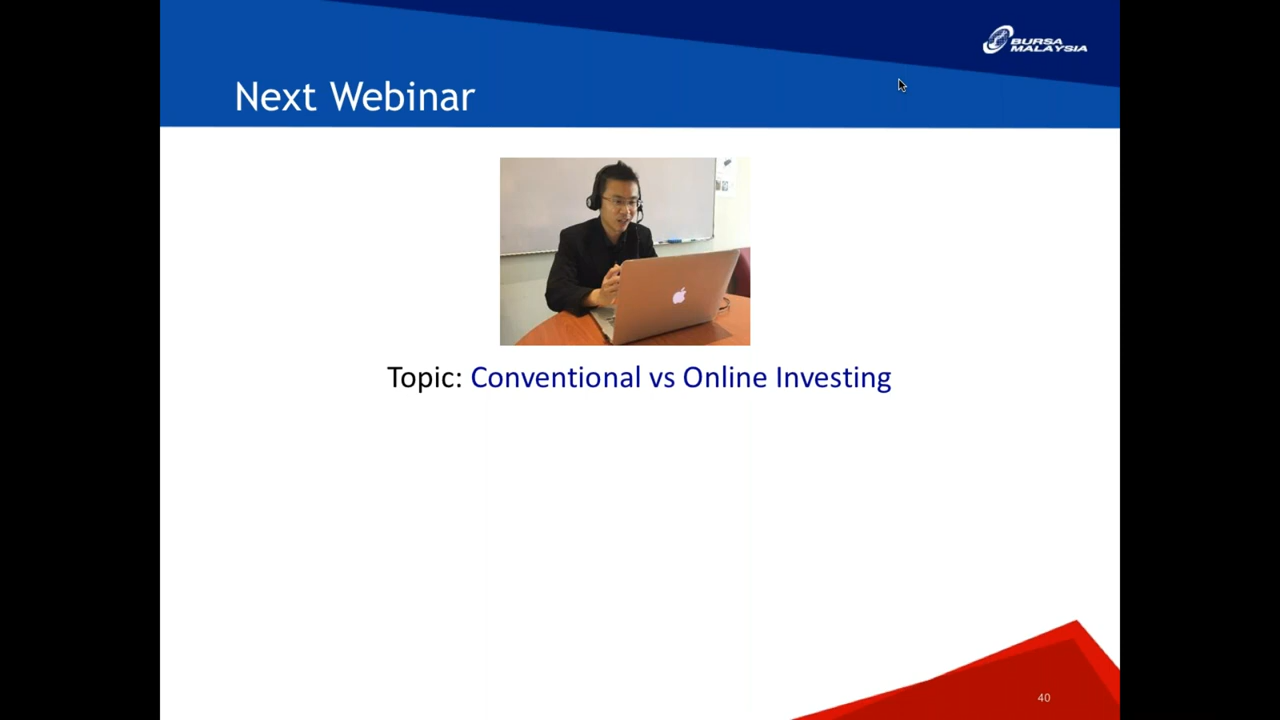 BURSA
MALAYSIA
Next Webinar
Topic: Conventional vs Online Investing
40